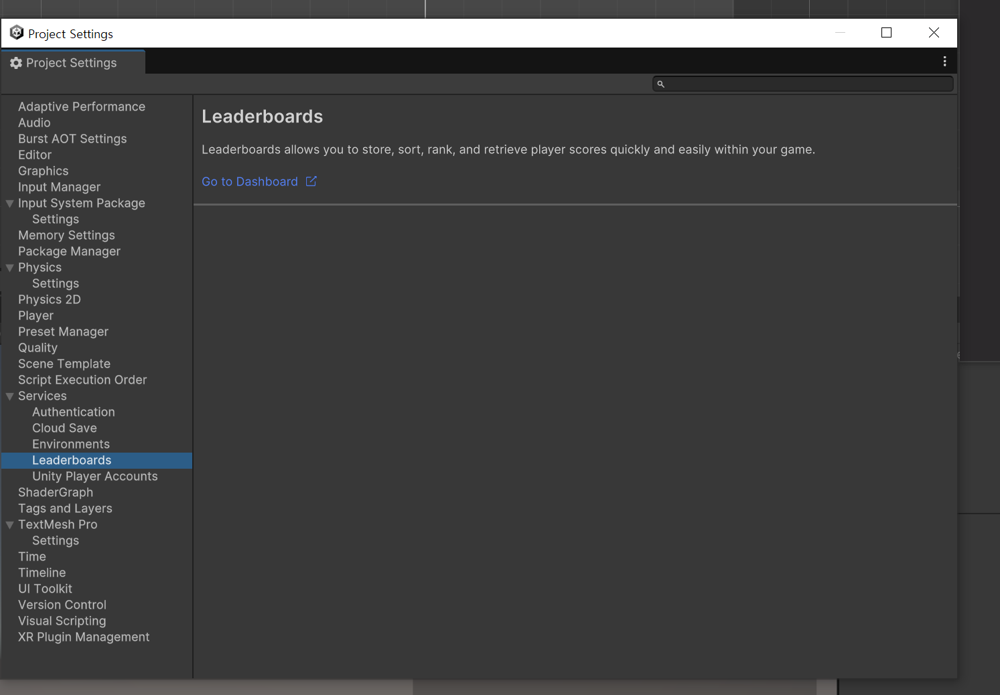 Project Settings
Project Settings
Adaptive Performance
Audio
Burst AOT Settings
Editor
Graphics
Input Manager
Input System Package
Settings
Memory Settings
Package Manager
Physics
Settings
Physics 2D
Player
Preset Manager
Quality
Scene Template
Script Execution Order
Services
Authentication
Cloud Save
Environments
Leaderboards
Unity Player Accounts
ShaderGraph
Tags and Layers
TextMesh Pro
Settings
Time
Timeline
UI Toolkit
Version Control
Visual Scripting
XR Plugin Management
Leaderboards
Leaderboards allows you to store, sort, rank, and retrieve player scores quickly and easily within your game.
Go to Dashboard